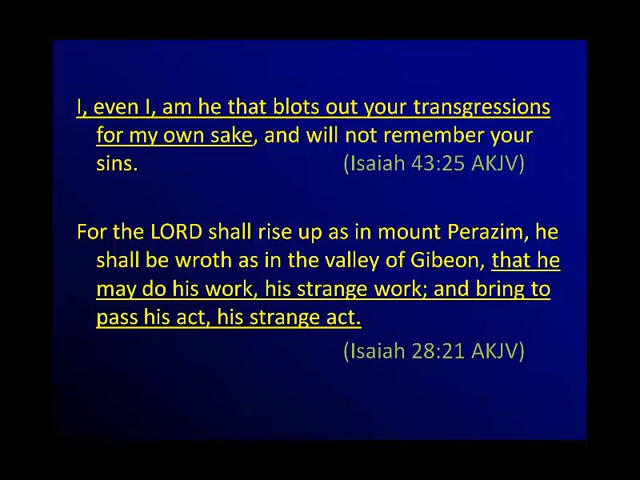 I, even I, am he that blots out your transgressions
for my own sake, and will not remember your
sins. (Isaiah 43:25 AKJV)
For the LORD shall rise up as in mount Perazim, he
shall be wroth as in the valley of Gibeon, that he
may do his work, his strange work; and bring to
pass his act, his strange act.
(Isaiah 28:21 AKJV)